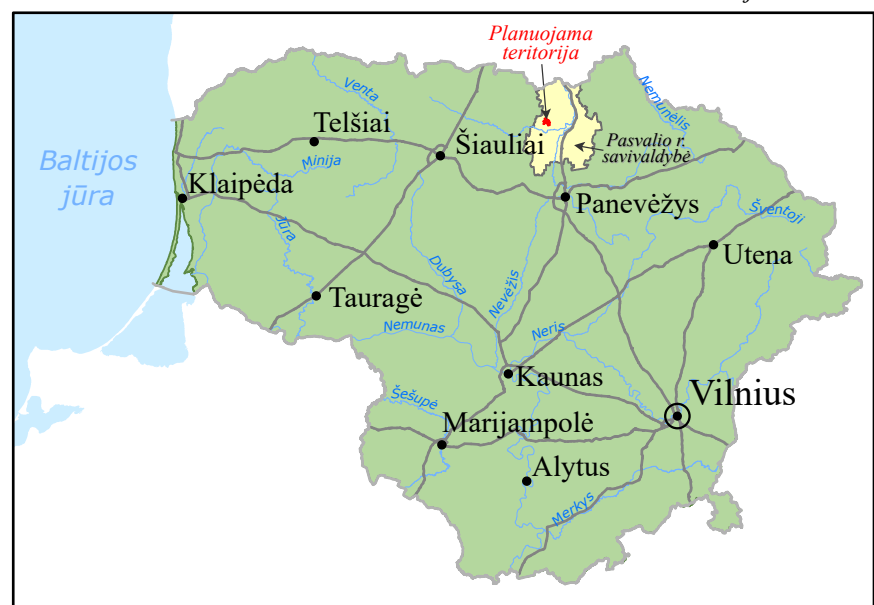 Planuojama
teritorija
Venta
Nemunėlis
Telšiai
Šiauliai
Pasvalio r.
savivaldybė
Baltijos
jūra
Minija
Klaipėda
Panevėžys
Šventoji
Jūra
Utena
Dubysa
Nevėžis
Tauragė
Nemunas
Neris
Kaunas
Šešupė
Vilnius
Marijampolė
Alytus
Merkys